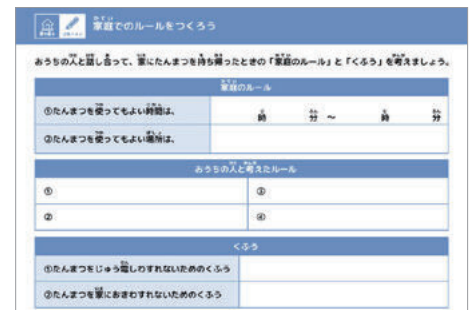 家庭でのルールをつくろう
おうちの人と話し合って、家にたんまつを持ち帰ったときの「家庭のルール」と「くふう」を考えましょう。
家庭のルール
①たんまつを使ってもよい時間は、 時 分 ～ 時 分
②たんまつを使ってもよい場所は、
おうちの人と考えたルール
① ③
② ④
くふう
①たんまつをじゅう電しわすれないためのくふう
②たんまつを家におきわすれないためのくふう